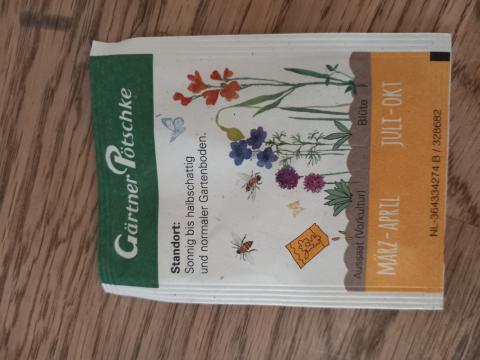 Gärtner Pötschke
Standort:
Sonnig bis halbschattig
und normaler Gartenboden.
Aussaat (Vorkultur)
Blüte
MÄRZ-APRIL
JULI-OKT
NL-364334274 B / 328682